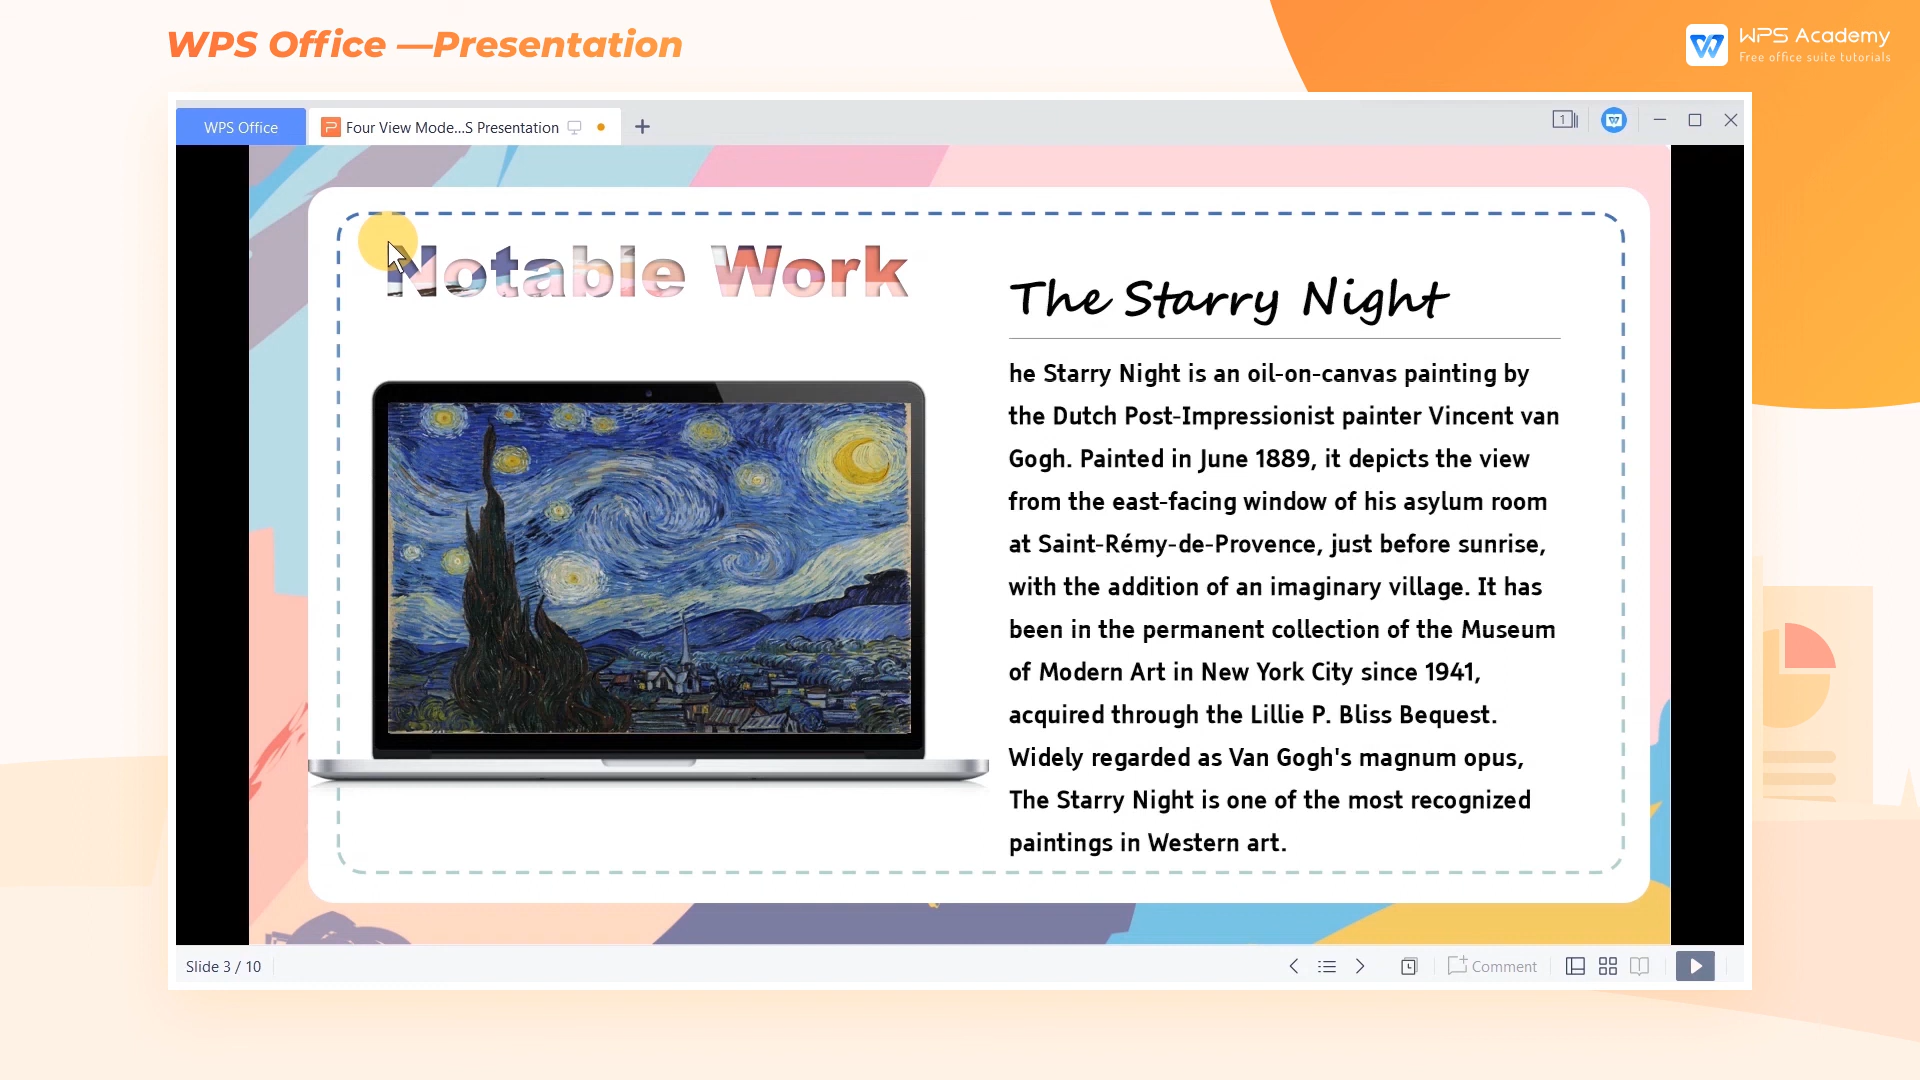 WPS Office —Presentation
WPS Academy
Free office suite tutorials
WPS Office
Four View Mode...S Presentation
1
Notable Work
The Starry Night
he Starry Night is an oil-on-canvas painting by
the Dutch Post-Impressionist painter Vincent van
Gogh. Painted in June 1889, it depicts the view
from the east-facing window of his asylum room
at Saint-Rémy-de-Provence, just before sunrise,
with the addition of an imaginary village. It has
been in the permanent collection of the Museum
of Modern Art in New York City since 1941,
acquired through the Lillie P. Bliss Bequest.
Widely regarded as Van Gogh's magnum opus,
The Starry Night is one of the most recognized
paintings in Western art.
Slide 3 / 10
Comment